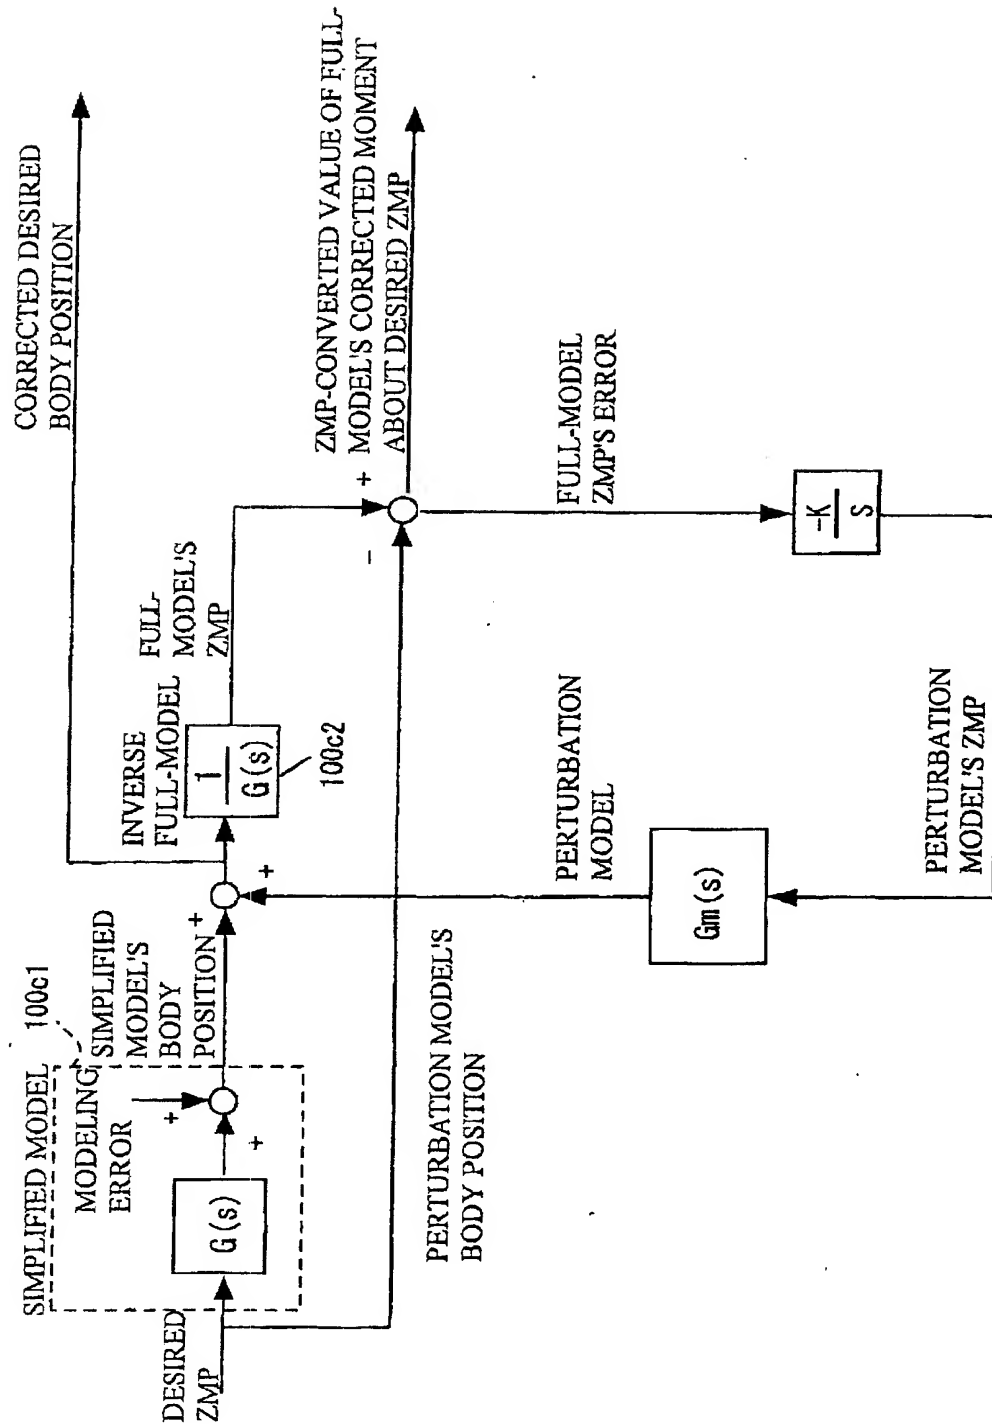 CORRECTED DESIRED
BODY POSITION
ZMP-CONVERTED VALUE OF FULL-
MODEL'S CORRECTED MOMENT
ABOUT DESIRED ZMP
SIMPLIFIED MODEL
100c1
MODELING
ERROR
SIMPLIFIED
MODEL'S
BODY
POSITION
INVERSE
FULL-MODEL
FULL-
MODEL'S
ZMP
DESIRED
ZMP
G(s)
+
+
+
+
1
G(s)
100c2
+
-
PERTURBATION MODEL'S
BODY POSITION
PERTURBATION
MODEL
FULL-MODEL
ZMP'S ERROR
Gm(s)
-K
S
PERTURBATION
MODEL'S ZMP